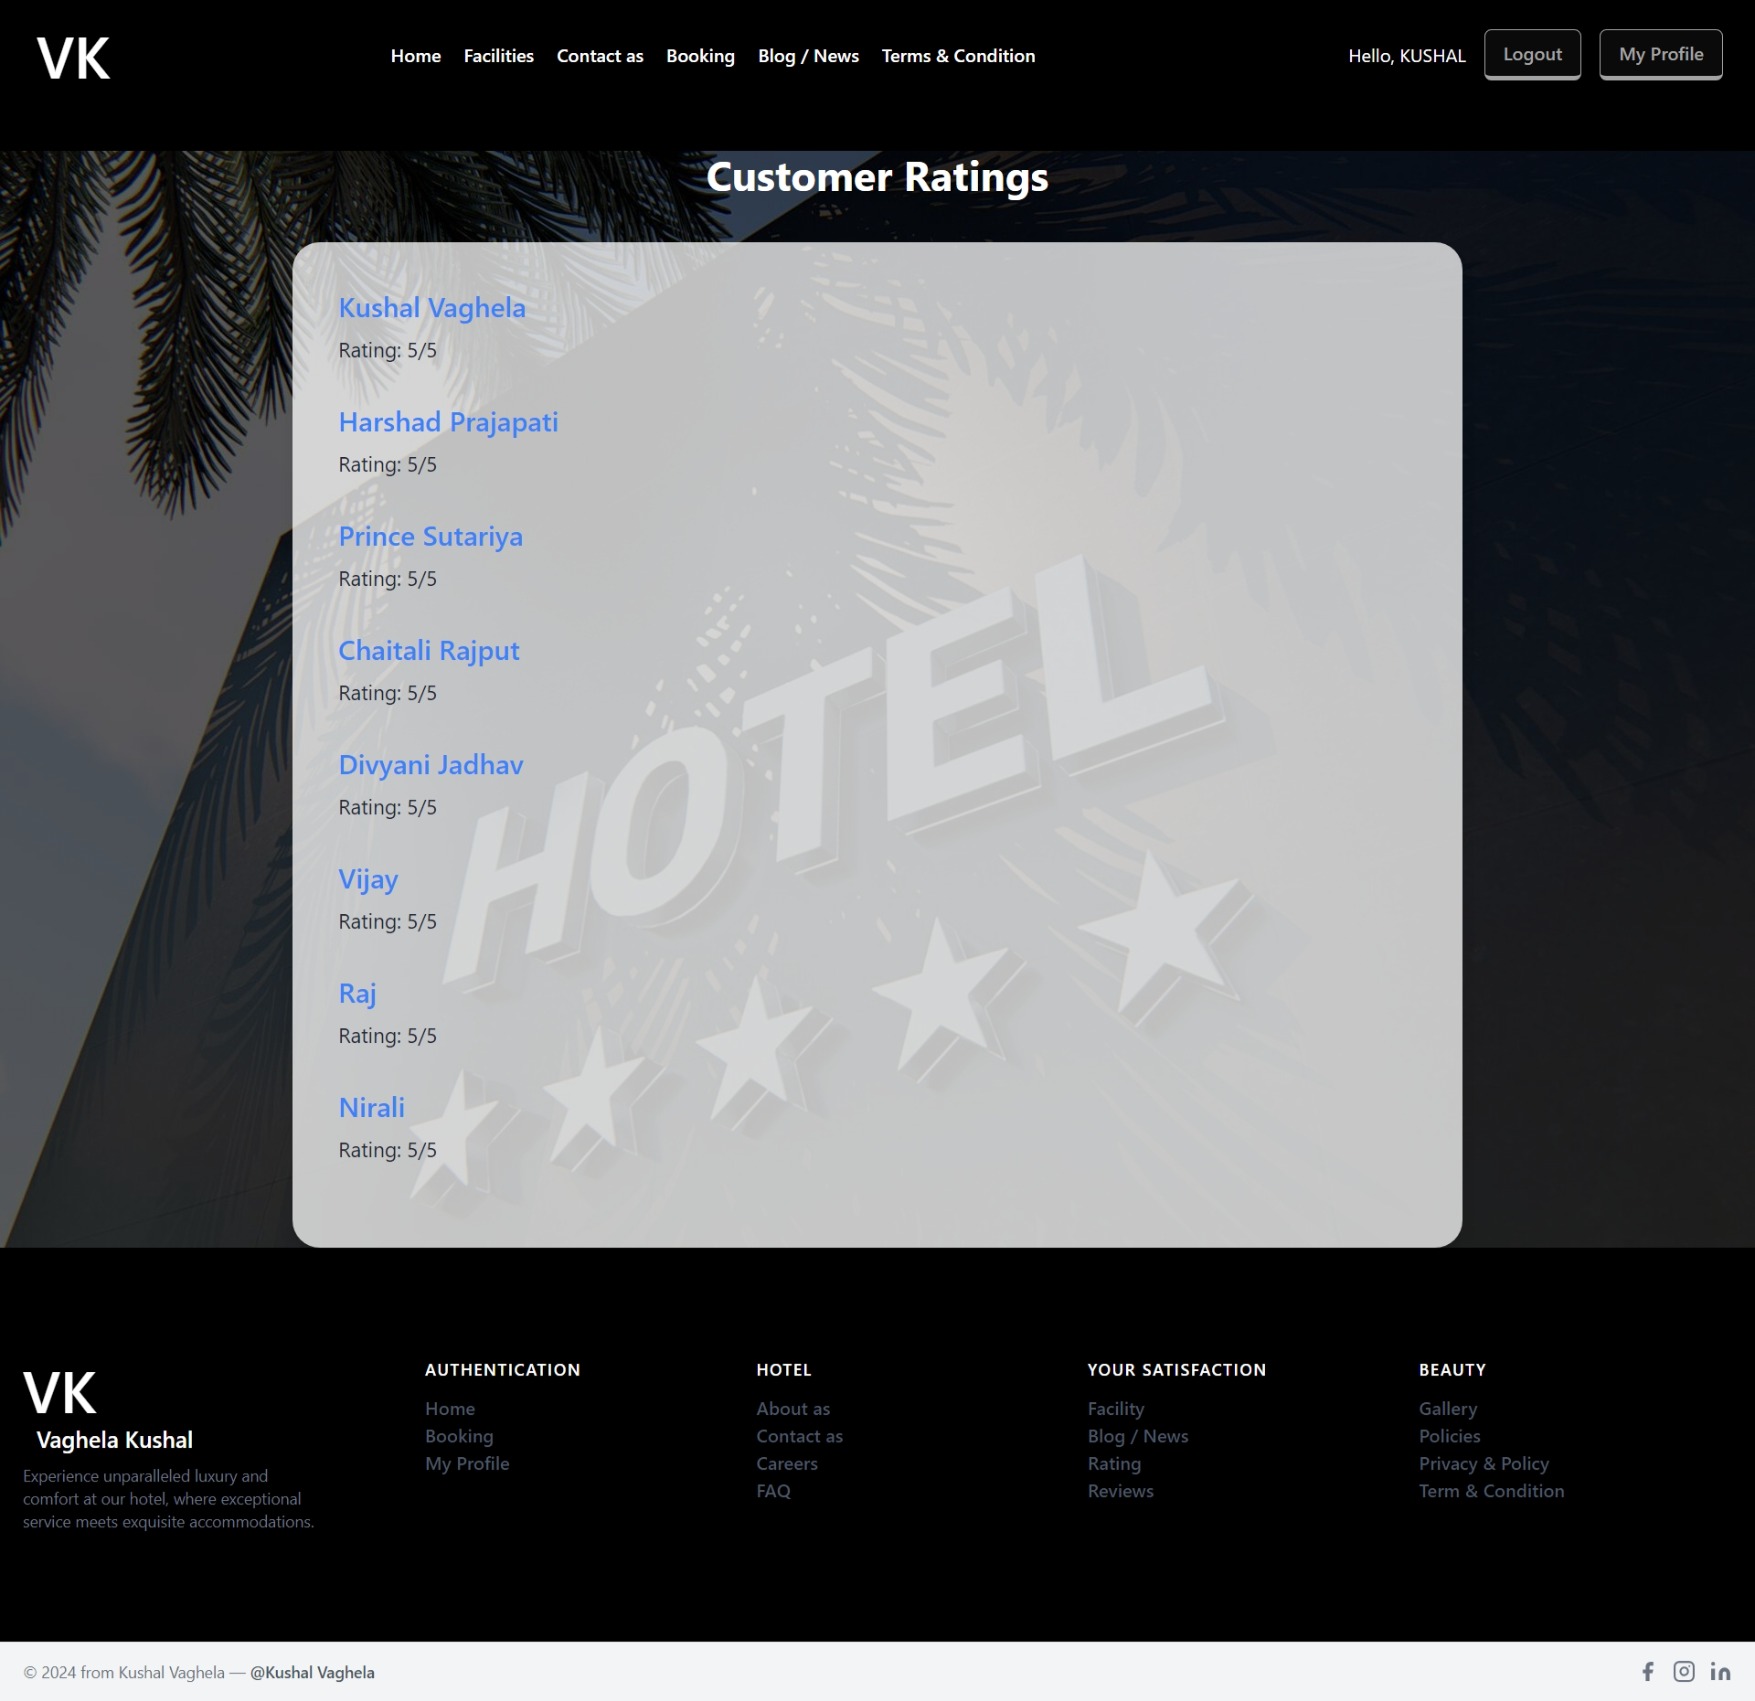 VK
Home Facilities Contact as Booking Blog / News Terms & Condition
Hello, KUSHAL Logout My Profile
Customer Ratings
Kushal Vaghela
Rating: 5/5
Harshad Prajapati
Rating: 5/5
Prince Sutariya
Rating: 5/5
Chaitali Rajput
Rating: 5/5
Divyani Jadhav
Rating: 5/5
Vijay
Rating: 5/5
Raj
Rating: 5/5
Nirali
Rating: 5/5
HOTEL
VK
Vaghela Kushal
Experience unparalleled luxury and
comfort at our hotel, where exceptional
service meets exquisite accommodations.
AUTHENTICATION
Home
Booking
My Profile
HOTEL
About as
Contact as
Careers
FAQ
YOUR SATISFACTION
Facility
Blog / News
Rating
Reviews
BEAUTY
Gallery
Policies
Privacy & Policy
Term & Condition
© 2024 from Kushal Vaghela — @Kushal Vaghela